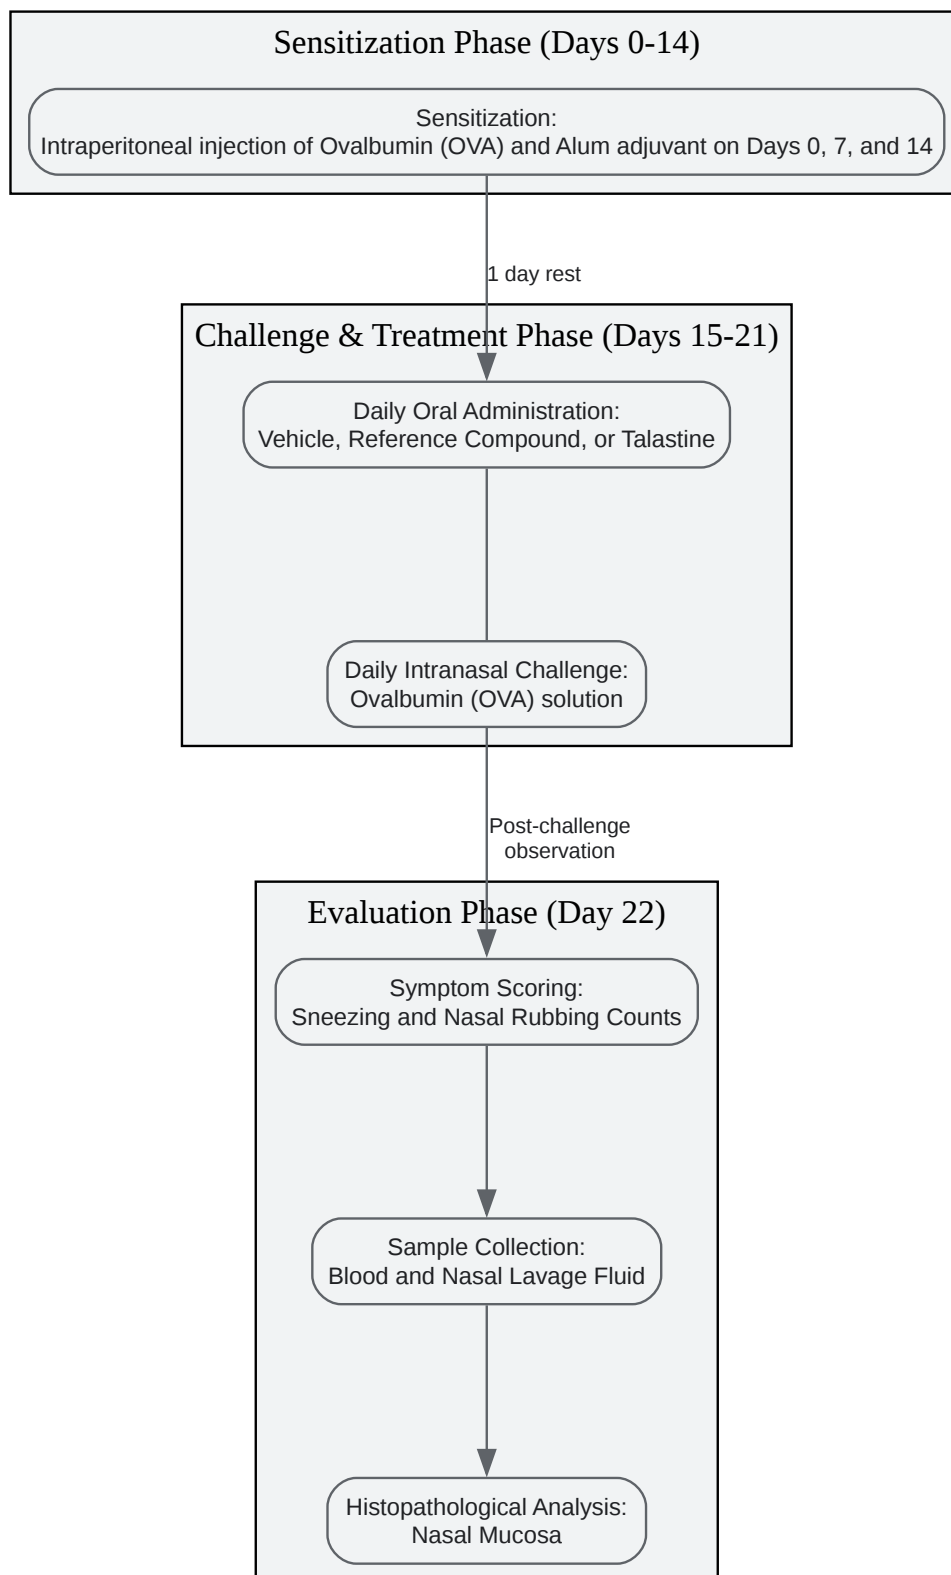 Sensitization Phase (Days 0-14)
Sensitization:
Intraperitoneal injection of Ovalbumin (OVA) and Alum adjuvant on Days 0, 7, and 14
1 day rest
Challenge & Treatment Phase (Days 15-21)
Daily Oral Administration:
Vehicle, Reference Compound, or Talastine
Daily Intranasal Challenge:
Ovalbumin (OVA) solution
Post-challenge
observation
Evaluation Phase (Day 22)
Symptom Scoring:
Sneezing and Nasal Rubbing Counts
Sample Collection:
Blood and Nasal Lavage Fluid
Histopathological Analysis:
Nasal Mucosa